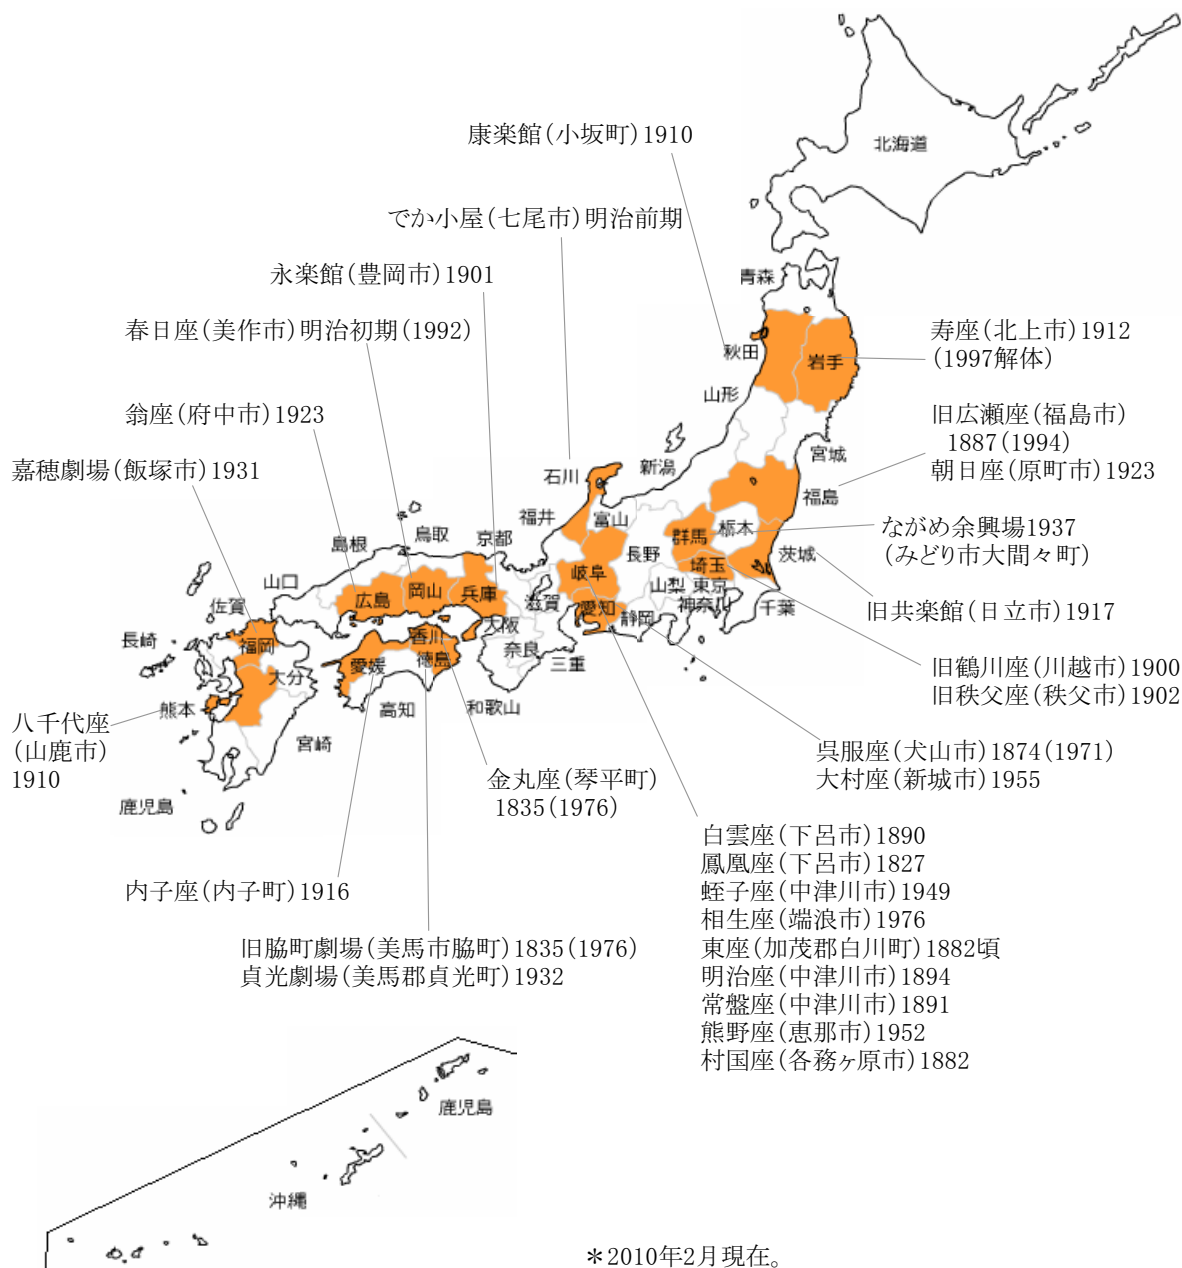 北海道
康楽館(小坂町)1910
でか小屋(七尾市)明治前期
永楽館(豊岡市)1901
青森
春日座(美作市)明治初期(1992)
寿座(北上市)1912
(1997解体)
秋田
岩手
山形
翁座(府中市)1923
旧広瀬座(福島市)
1887(1994)
朝日座(原町市)1923
嘉穂劇場(飯塚市)1931
宮城
新潟
石川
福島
福井
富山
群馬
栃木
ながめ余興場1937
(みどり市大間々町)
鳥取
京都
島根
長野
茨城
埼玉
山口
広島
岡山
兵庫
岐阜
山梨
東京
滋賀
佐賀
愛知
静岡
神奈川
千葉
旧共楽館(日立市)1917
長崎
福岡
香川
大阪
奈良
大分
愛媛
徳島
三重
旧鶴川座(川越市)1900
旧秩父座(秩父市)1902
熊本
高知
和歌山
八千代座
(山鹿市)
1910
宮崎
呉服座(犬山市)1874(1971)
大村座(新城市)1955
金丸座(琴平町)
1835(1976)
鹿児島
白雲座(下呂市)1890
鳳凰座(下呂市)1827
蛭子座(中津川市)1949
相生座(端浪市)1976
東座(加茂郡白川町)1882頃
明治座(中津川市)1894
常盤座(中津川市)1891
熊野座(恵那市)1952
村国座(各務ヶ原市)1882
内子座(内子町)1916
旧脇町劇場(美馬市脇町)1835(1976)
貞光劇場(美馬郡貞光町)1932
鹿児島
沖縄
＊2010年2月現在。